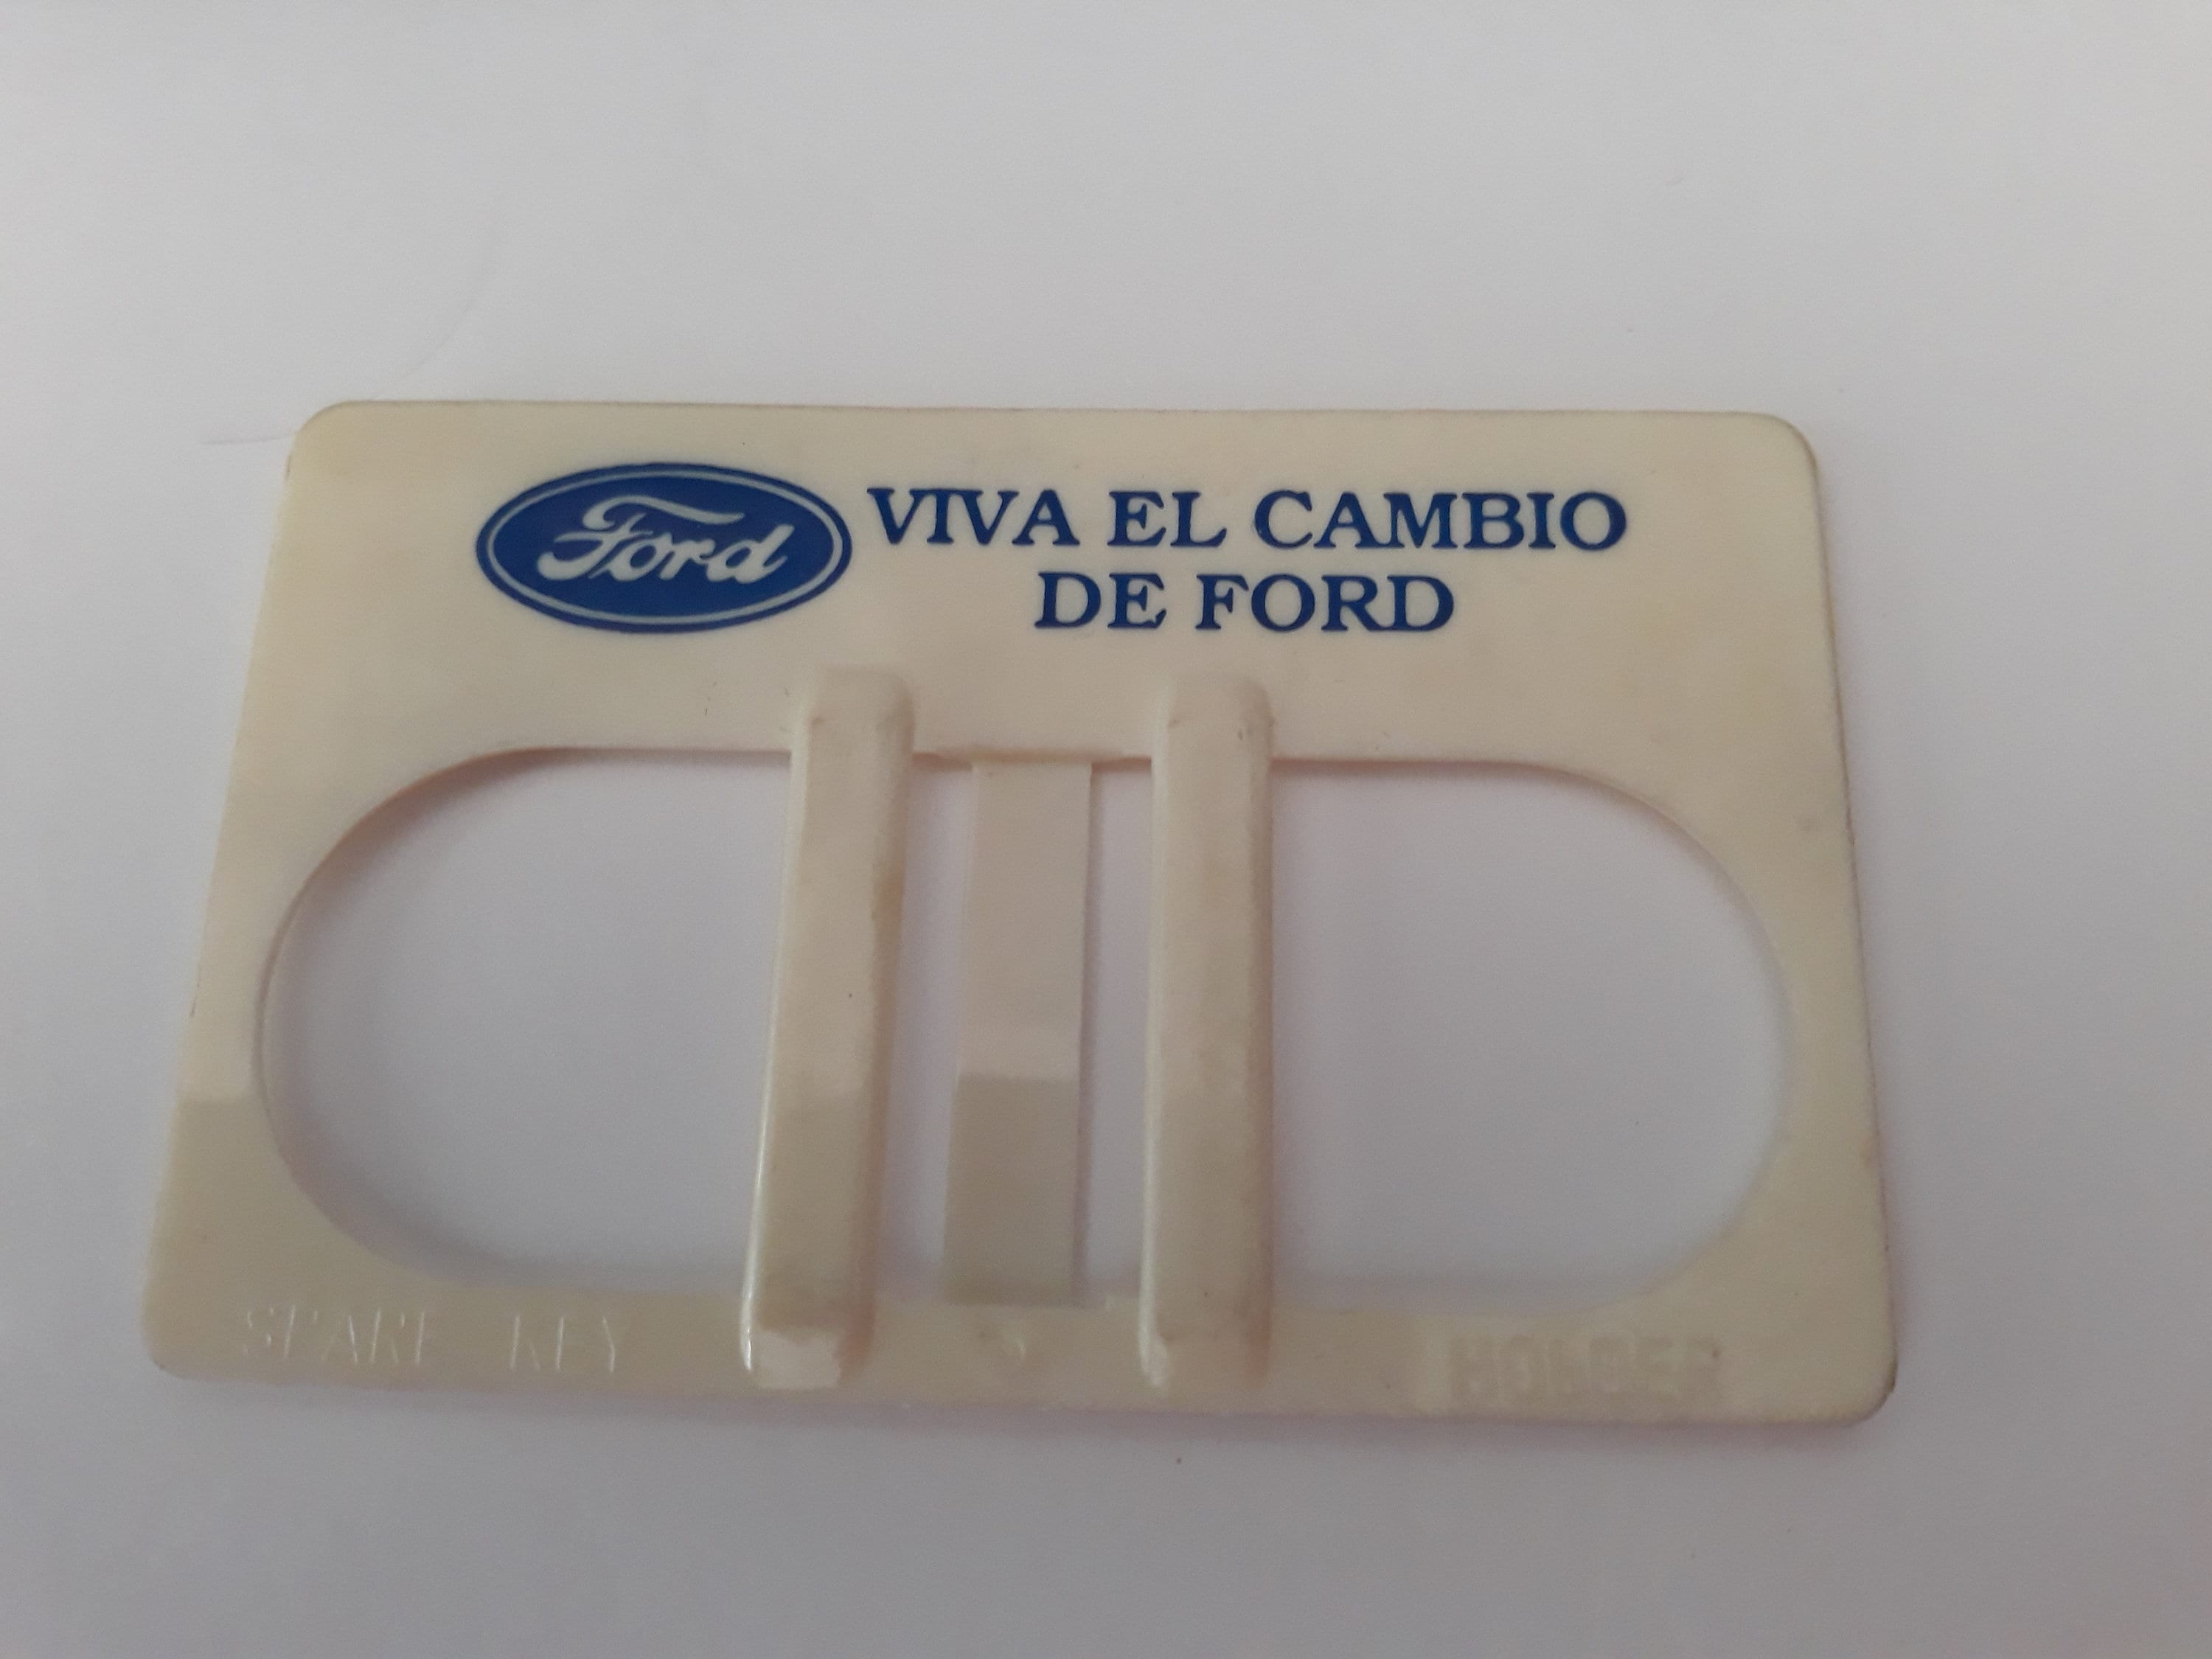 Ford
VIVA EL CAMBIO
DE FORD
SPARE KEY HOLDER